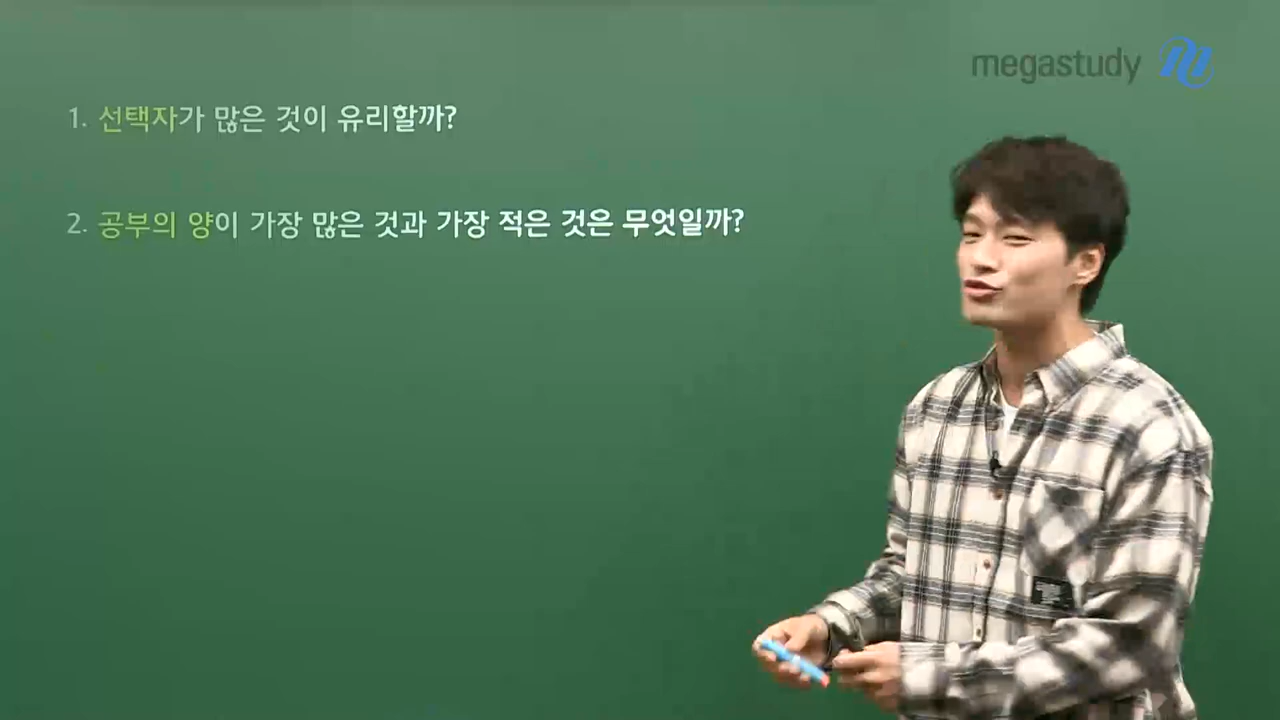 megastudy
1. 선택자가 많은 것이 유리할까?
2. 공부의 양이 가장 많은 것과 가장 적은 것은 무엇일까?